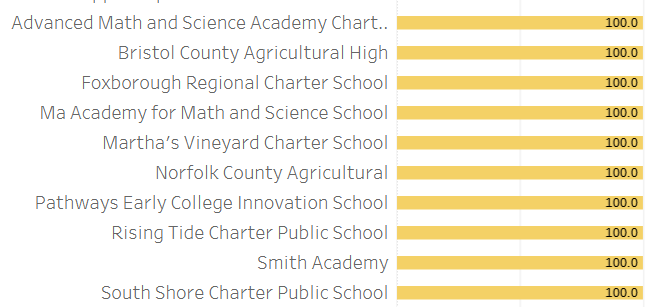 Advanced Math and Science Academy Chart.. 100.0
Bristol County Agricultural High 100.0
Foxborough Regional Charter School 100.0
Ma Academy for Math and Science School 100.0
Martha's Vineyard Charter School 100.0
Norfolk County Agricultural 100.0
Pathways Early College Innovation School 100.0
Rising Tide Charter Public School 100.0
Smith Academy 100.0
South Shore Charter Public School 100.0